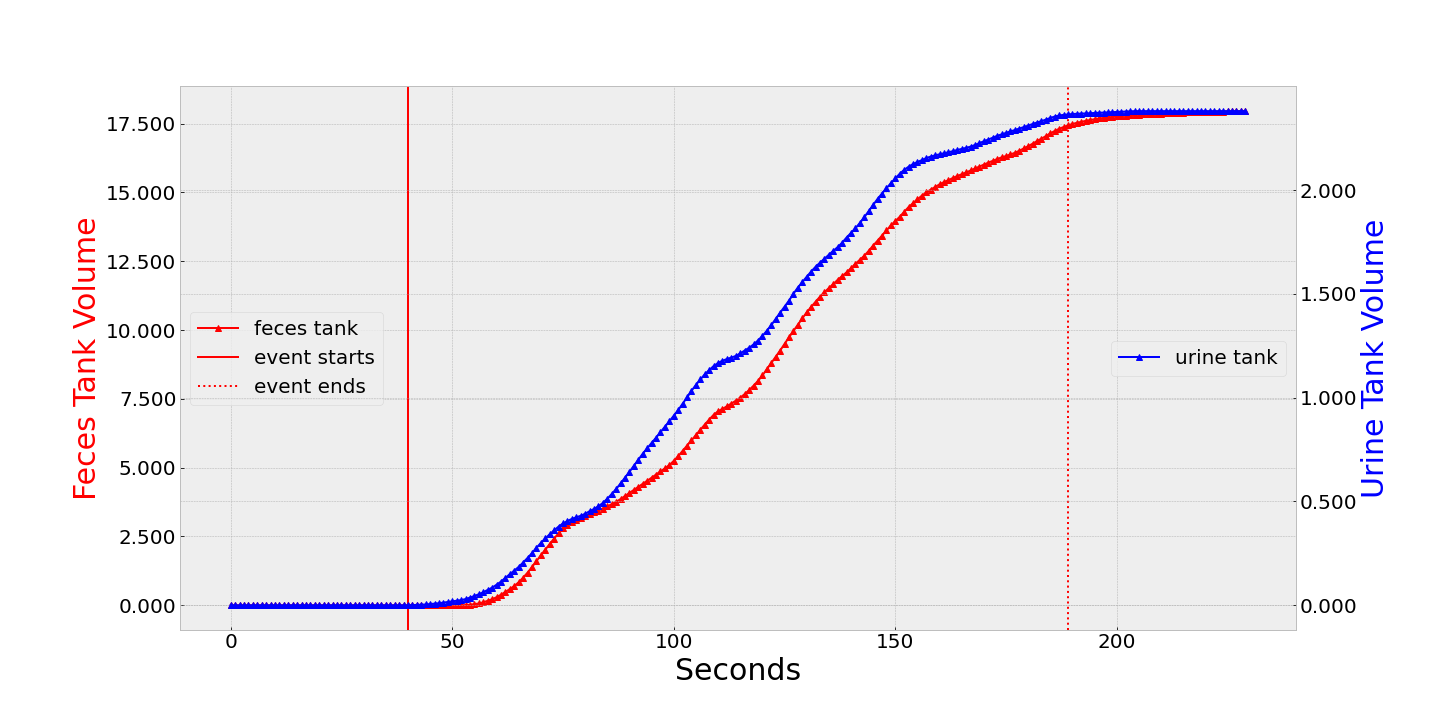 Feces Tank Volume
17.500
15.000
12.500
10.000
7.500
5.000
2.500
0.000
feces tank
event starts
event ends
urine tank
2.000
1.500
1.000
0.500
0.000
Urine Tank Volume
0 50 100 150 200
Seconds